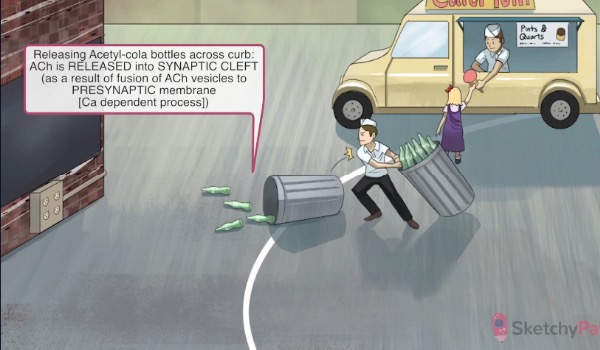 Releasing Acetyl-cola bottles across curb:
ACh is RELEASED into SYNAPTIC CLEFT
(as a result of fusion of ACh vesicles to
PRESYNAPTIC membrane
[Ca dependent process])
Pints &
Quarts
SketchyPa